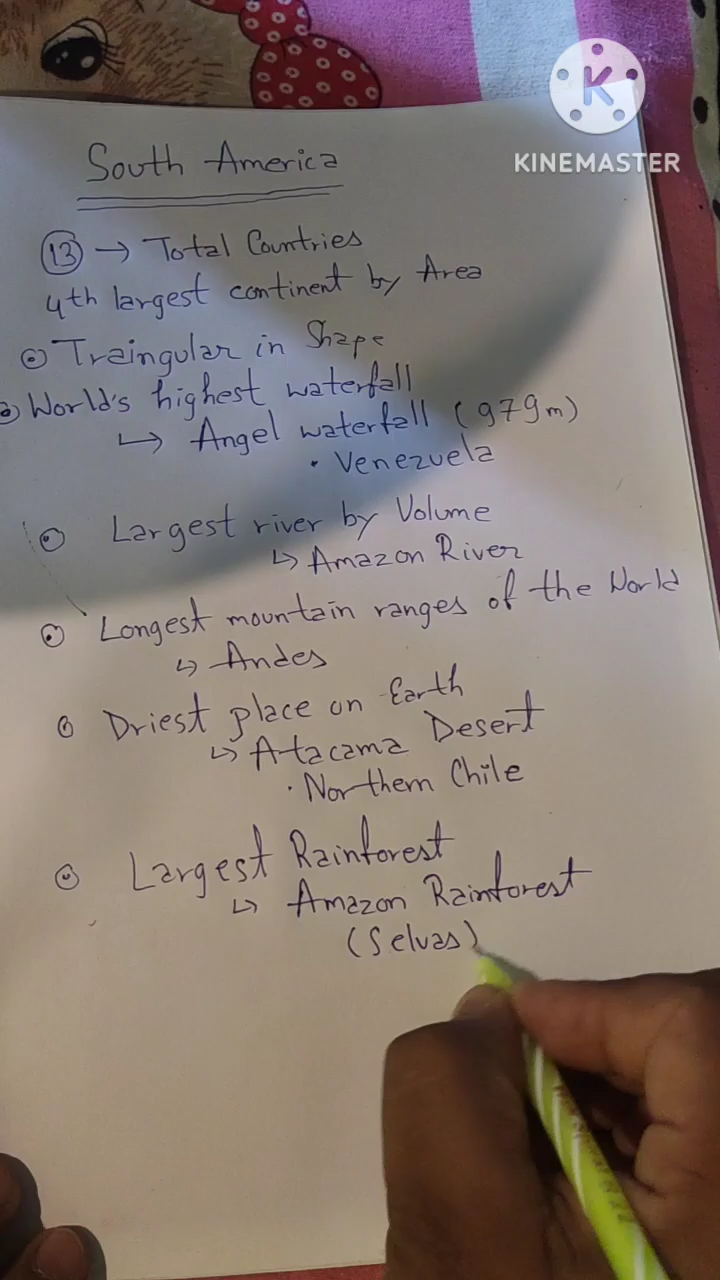 K
KINEMASTER
South America
13 → Total Countries
4th largest continent by Area
Traingular in Shape
World's highest waterfall
↳ Angel waterfall (979m)
• Venezuela
Largest river by Volume
↳ Amazon River
Longest mountain ranges of the World
↳ Andes
Driest place on Earth
↳ Atacama Desert
• Northern Chile
Largest Rainforest
↳ Amazon Rainforest
(Selvas)